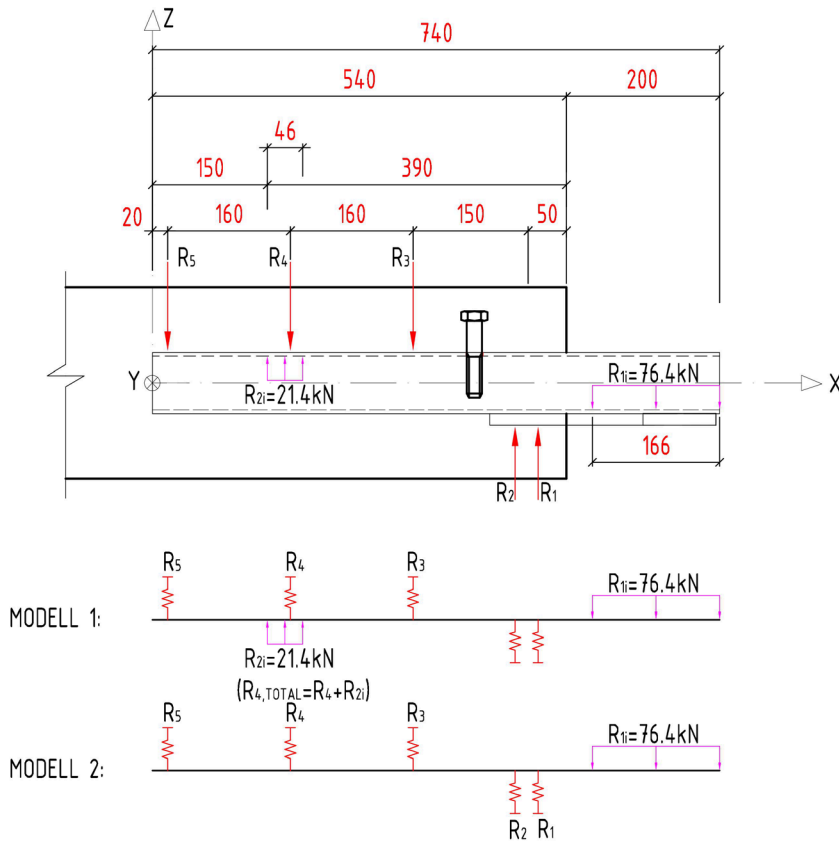 Z
740
540 200
46
150 390
20 160 160 150 50
R5 R4 R3
Y X
R2i=21.4kN R1i=76.4kN
166
R2 R1
R5 R4 R3
R1i=76.4kN
MODELL 1:
R2i=21.4kN
(R4,TOTAL=R4+R2i)
R5 R4 R3
R1i=76.4kN
MODELL 2:
R2 R1